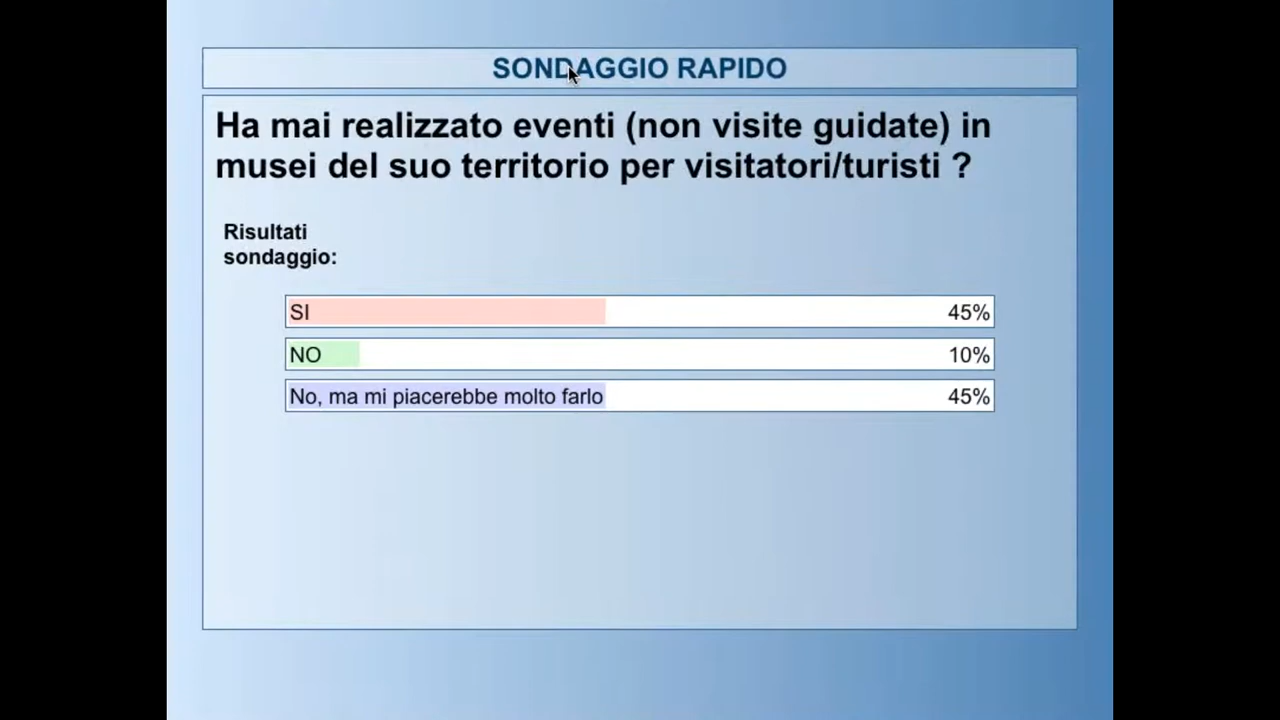 SONDAGGIO RAPIDO
Ha mai realizzato eventi (non visite guidate) in
musei del suo territorio per visitatori/turisti ?
Risultati
sondaggio:
SI 45%
NO 10%
No, ma mi piacerebbe molto farlo 45%